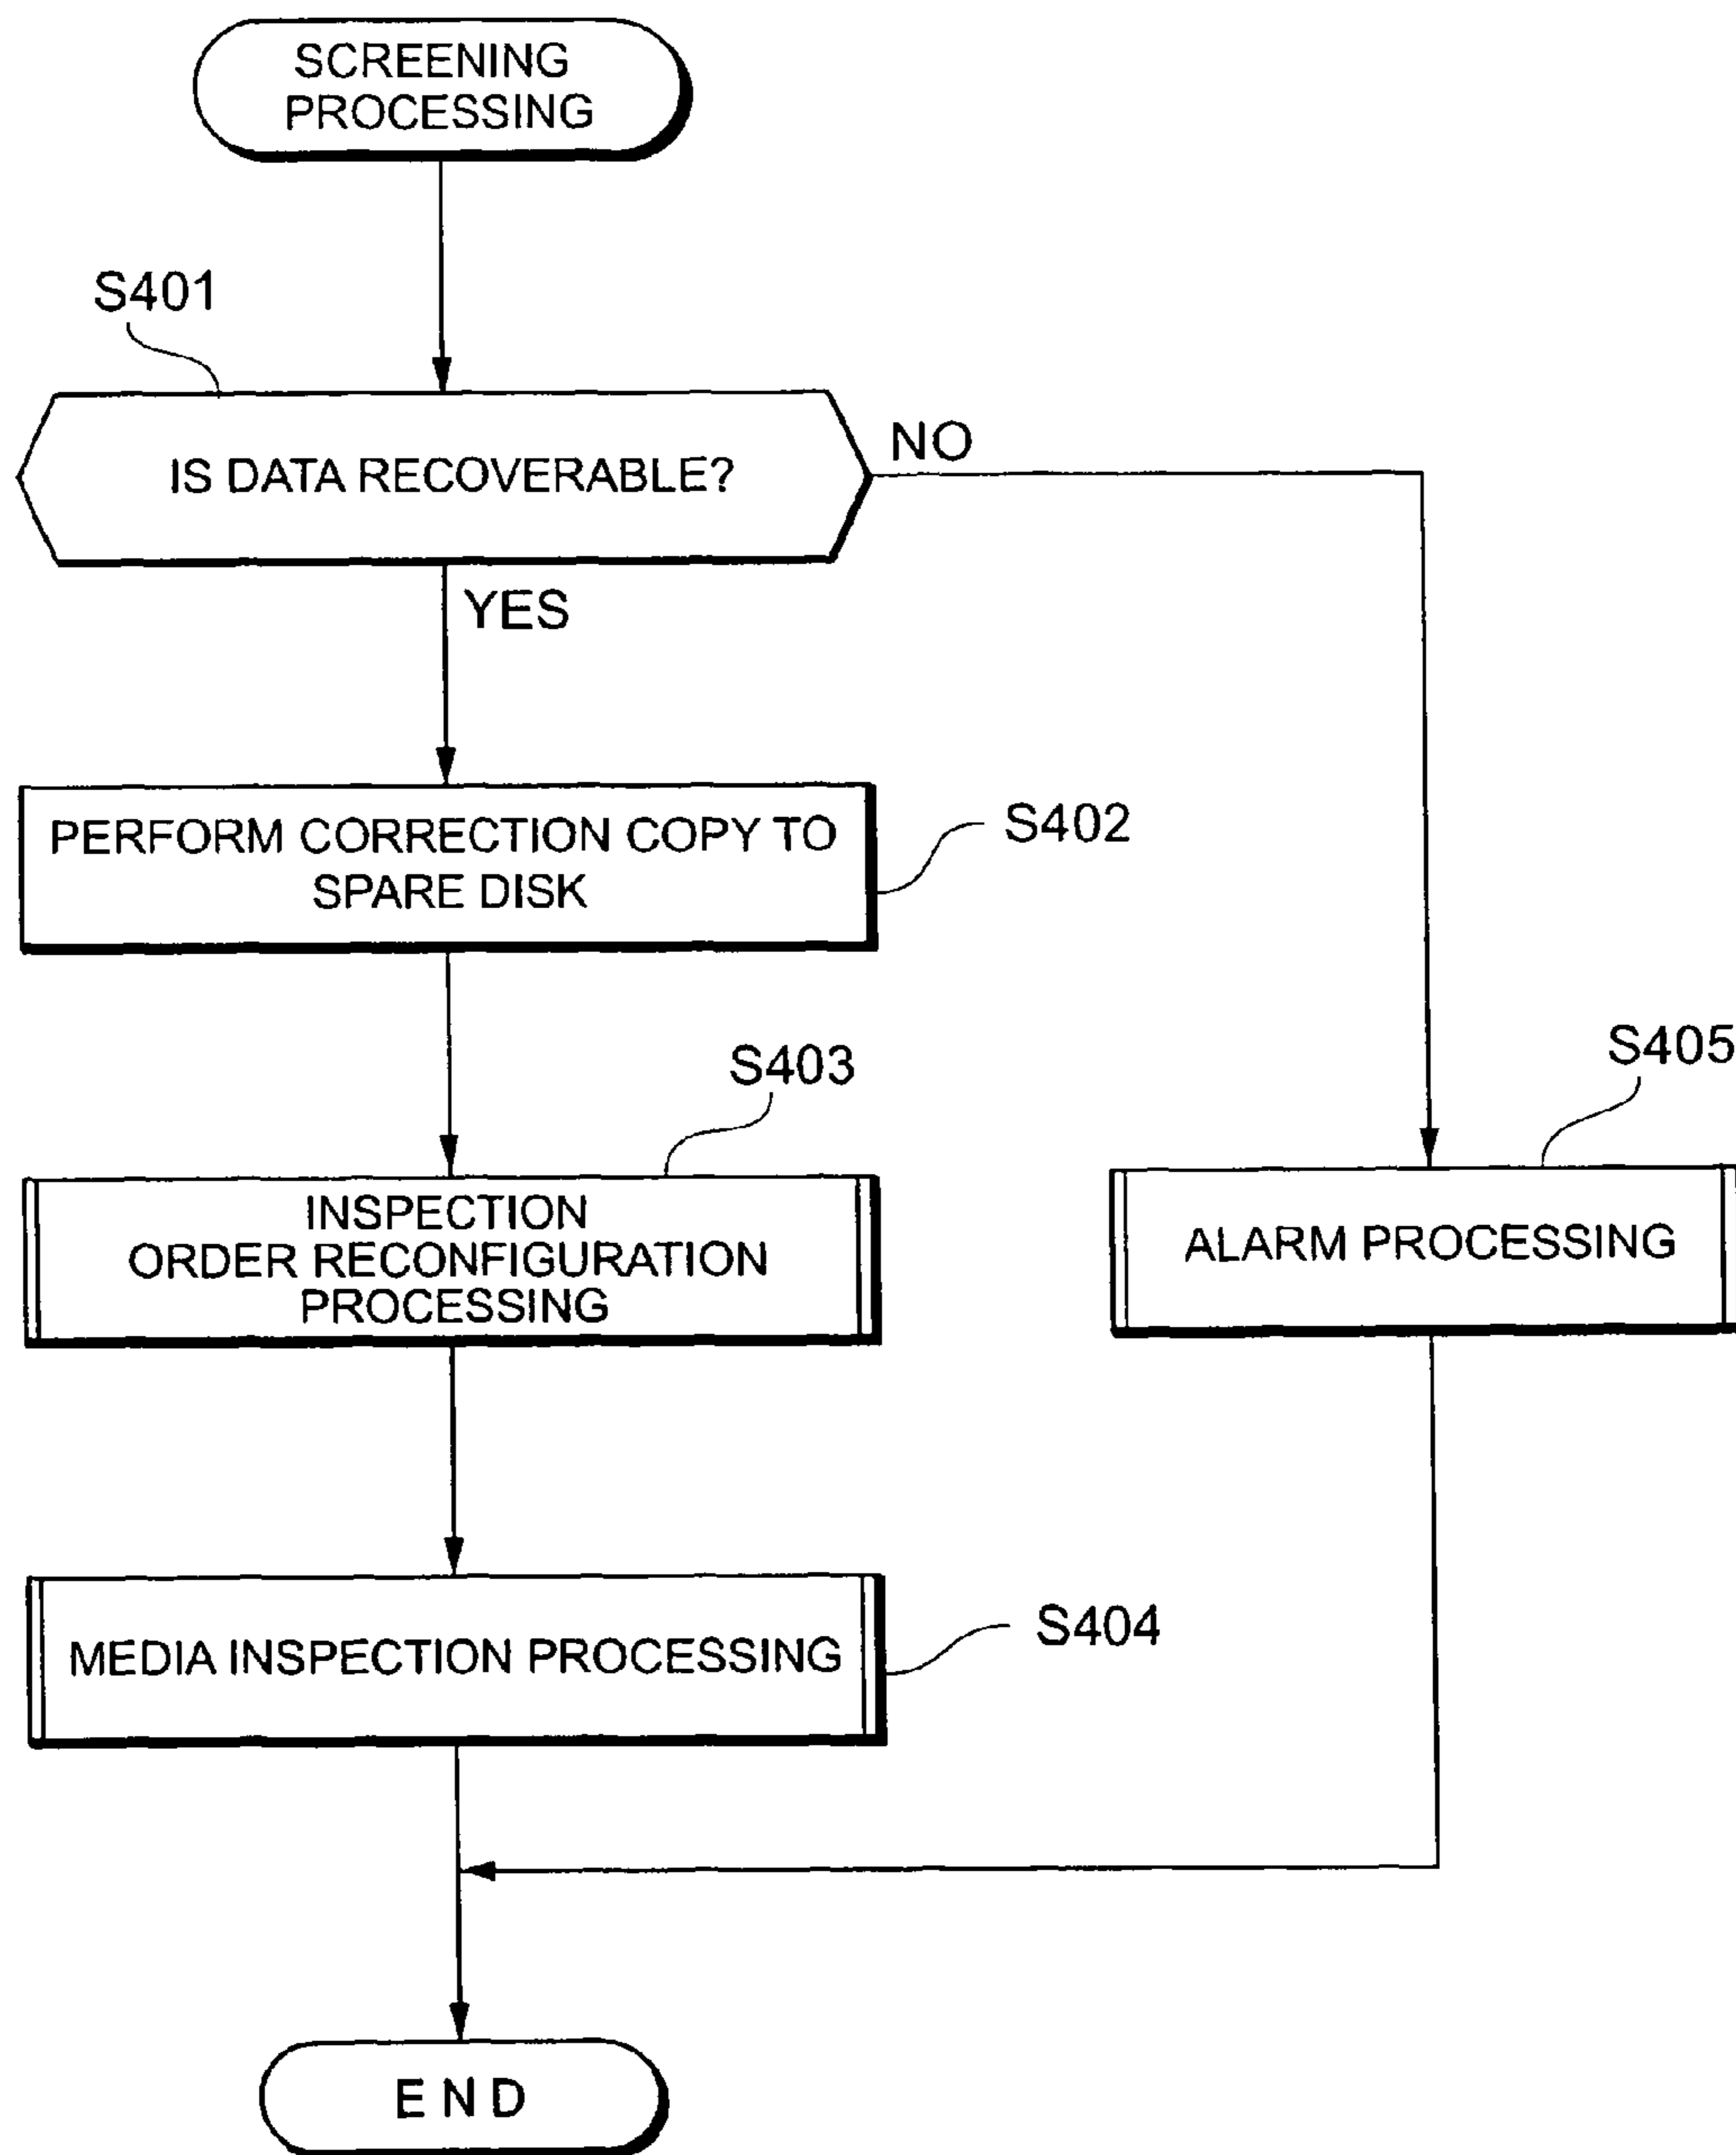 SCREENING
PROCESSING
S401
IS DATA RECOVERABLE?
NO
YES
PERFORM CORRECTION COPY TO
SPARE DISK
S402
S403
INSPECTION
ORDER RECONFIGURATION
PROCESSING
S405
ALARM PROCESSING
MEDIA INSPECTION PROCESSING
S404
END